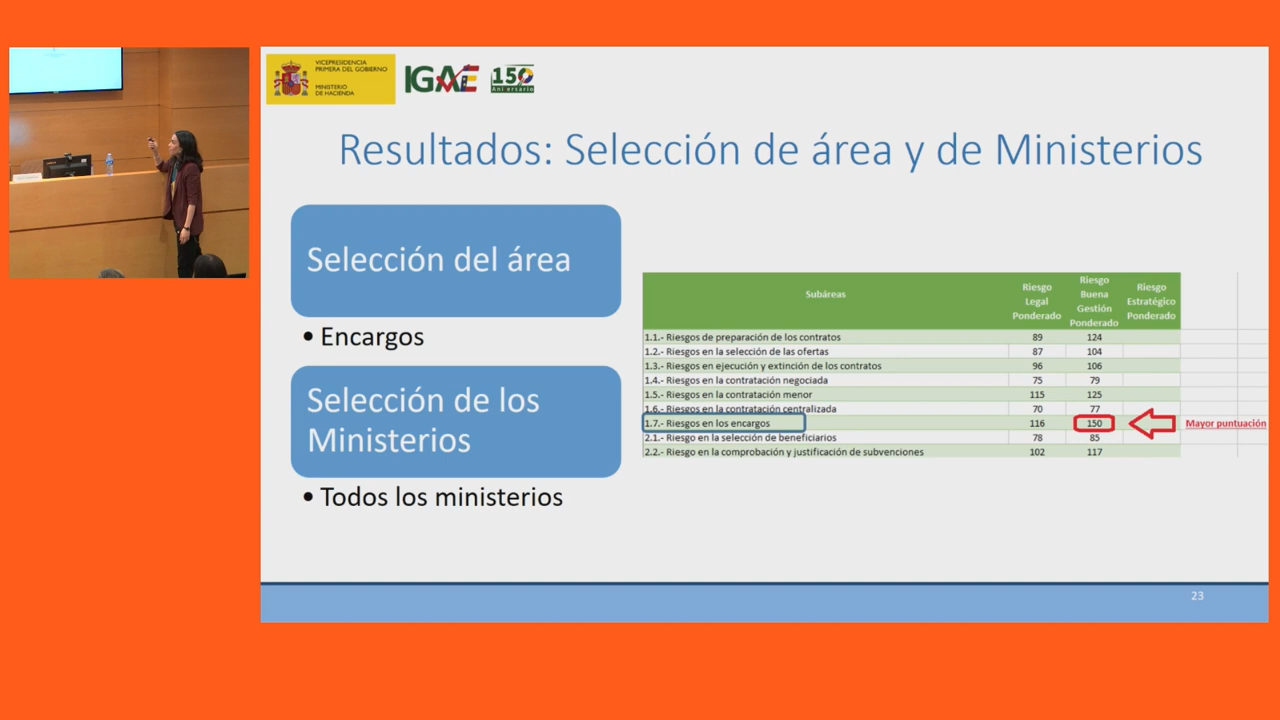 VICEPRESIDENCIA
PRIMERA DEL GOBIERNO
MINISTERIO
DE HACIENDA
IGAE
150
Aniversario
Resultados: Selección de área y de Ministerios
Selección del área
• Encargos
Selección de los
Ministerios
• Todos los ministerios
Subáreas Riesgo Legal Ponderado Riesgo Buena Gestión Ponderado Riesgo Estratégico Ponderado
1.1.- Riesgos de preparación de los contratos 89 124
1.2.- Riesgos en la selección de las ofertas 87 104
1.3.- Riesgos en ejecución y extinción de los contratos 96 106
1.4.- Riesgos en la contratación negociada 75 79
1.5.- Riesgos en la contratación menor 115 125
1.6.- Riesgos en la contratación centralizada 70 77
1.7.- Riesgos en los encargos 116 150 Mayor puntuación
2.1.- Riesgo en la selección de beneficiarios 78 85
2.2.- Riesgo en la comprobación y justificación de subvenciones 102 117
23